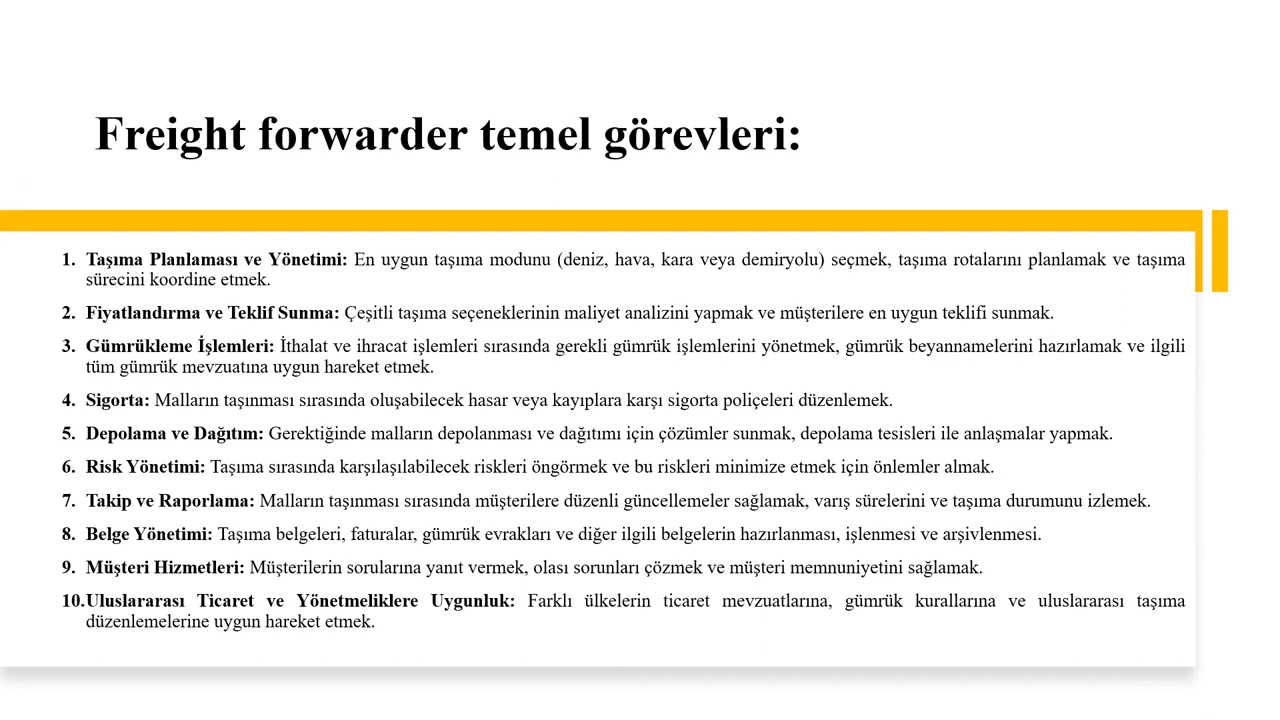 Freight forwarder temel görevleri:
1. Taşıma Planlaması ve Yönetimi: En uygun taşıma modunu (deniz, hava, kara veya demiryolu) seçmek, taşıma rotalarını planlamak ve taşıma
sürecini koordine etmek.
2. Fiyatlandırma ve Teklif Sunma: Çeşitli taşıma seçeneklerinin maliyet analizini yapmak ve müşterilere en uygun teklifi sunmak.
3. Gümrükleme İşlemleri: İthalat ve ihracat işlemleri sırasında gerekli gümrük işlemlerini yönetmek, gümrük beyannamelerini hazırlamak ve ilgili
tüm gümrük mevzuatına uygun hareket etmek.
4. Sigorta: Malların taşınması sırasında oluşabilecek hasar veya kayıplara karşı sigorta poliçeleri düzenlemek.
5. Depolama ve Dağıtım: Gerektiğinde malların depolanması ve dağıtımı için çözümler sunmak, depolama tesisleri ile anlaşmalar yapmak.
6. Risk Yönetimi: Taşıma sırasında karşılaşılabilecek riskleri öngörmek ve bu riskleri minimize etmek için önlemler almak.
7. Takip ve Raporlama: Malların taşınması sırasında müşterilere düzenli güncellemeler sağlamak, varış sürelerini ve taşıma durumunu izlemek.
8. Belge Yönetimi: Taşıma belgeleri, faturalar, gümrük evrakları ve diğer ilgili belgelerin hazırlanması, işlenmesi ve arşivlenmesi.
9. Müşteri Hizmetleri: Müşterilerin sorularına yanıt vermek, olası sorunları çözmek ve müşteri memnuniyetini sağlamak.
10.Uluslararası Ticaret ve Yönetmeliklere Uygunluk: Farklı ülkelerin ticaret mevzuatlarına, gümrük kurallarına ve uluslararası taşıma
düzenlemelerine uygun hareket etmek.